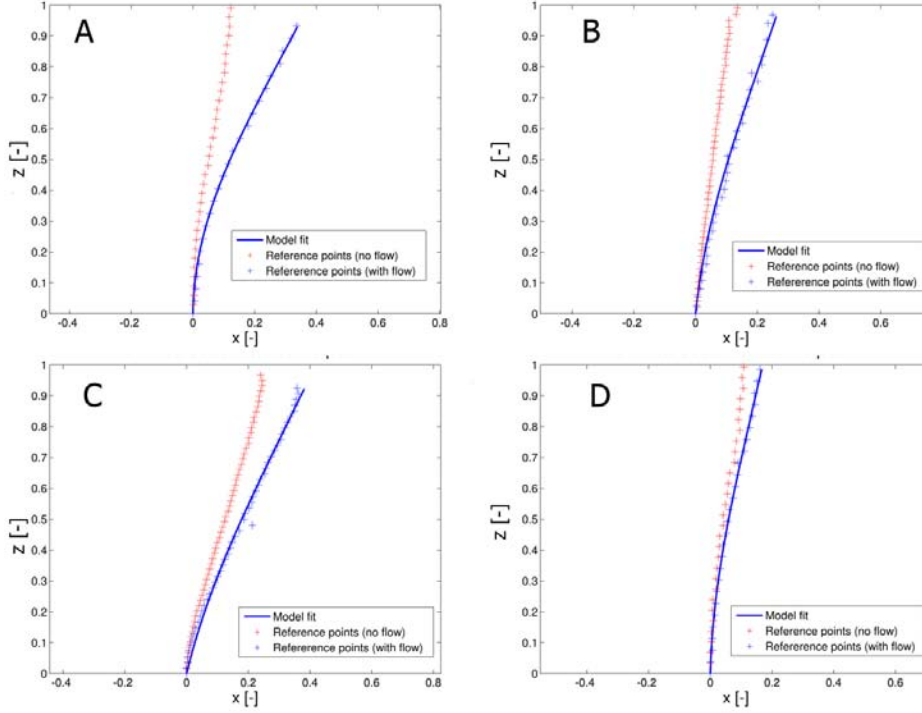 A
1
0.9
0.8
0.7
0.6
0.5
0.4
0.3
0.2
0.1
0
z [-]
-0.4 -0.2 0 0.2 0.4 0.6 0.8
x [-]
Model fit
Reference points (no flow)
Refererence points (with flow)
B
1
0.9
0.8
0.7
0.6
0.5
0.4
0.3
0.2
0.1
0
z [-]
-0.4 -0.2 0 0.2 0.4 0.6
x [-]
Model fit
Reference points (no flow)
Refererence points (with flow)
C
1
0.9
0.8
0.7
0.6
0.5
0.4
0.3
0.2
0.1
0
z [-]
-0.4 -0.2 0 0.2 0.4 0.6 0.8
x [-]
Model fit
Reference points (no flow)
Refererence points (with flow)
D
1
0.9
0.8
0.7
0.6
0.5
0.4
0.3
0.2
0.1
0
z [-]
-0.4 -0.2 0 0.2 0.4 0.6
x [-]
Model fit
Reference points (no flow)
Refererence points (with flow)